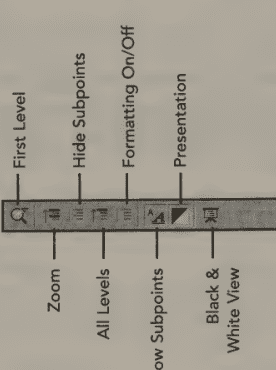 First Level
Hide Subpoints
Formatting On/Off
Presentation
Zoom
All Levels
ow Subpoints
Black &
White View